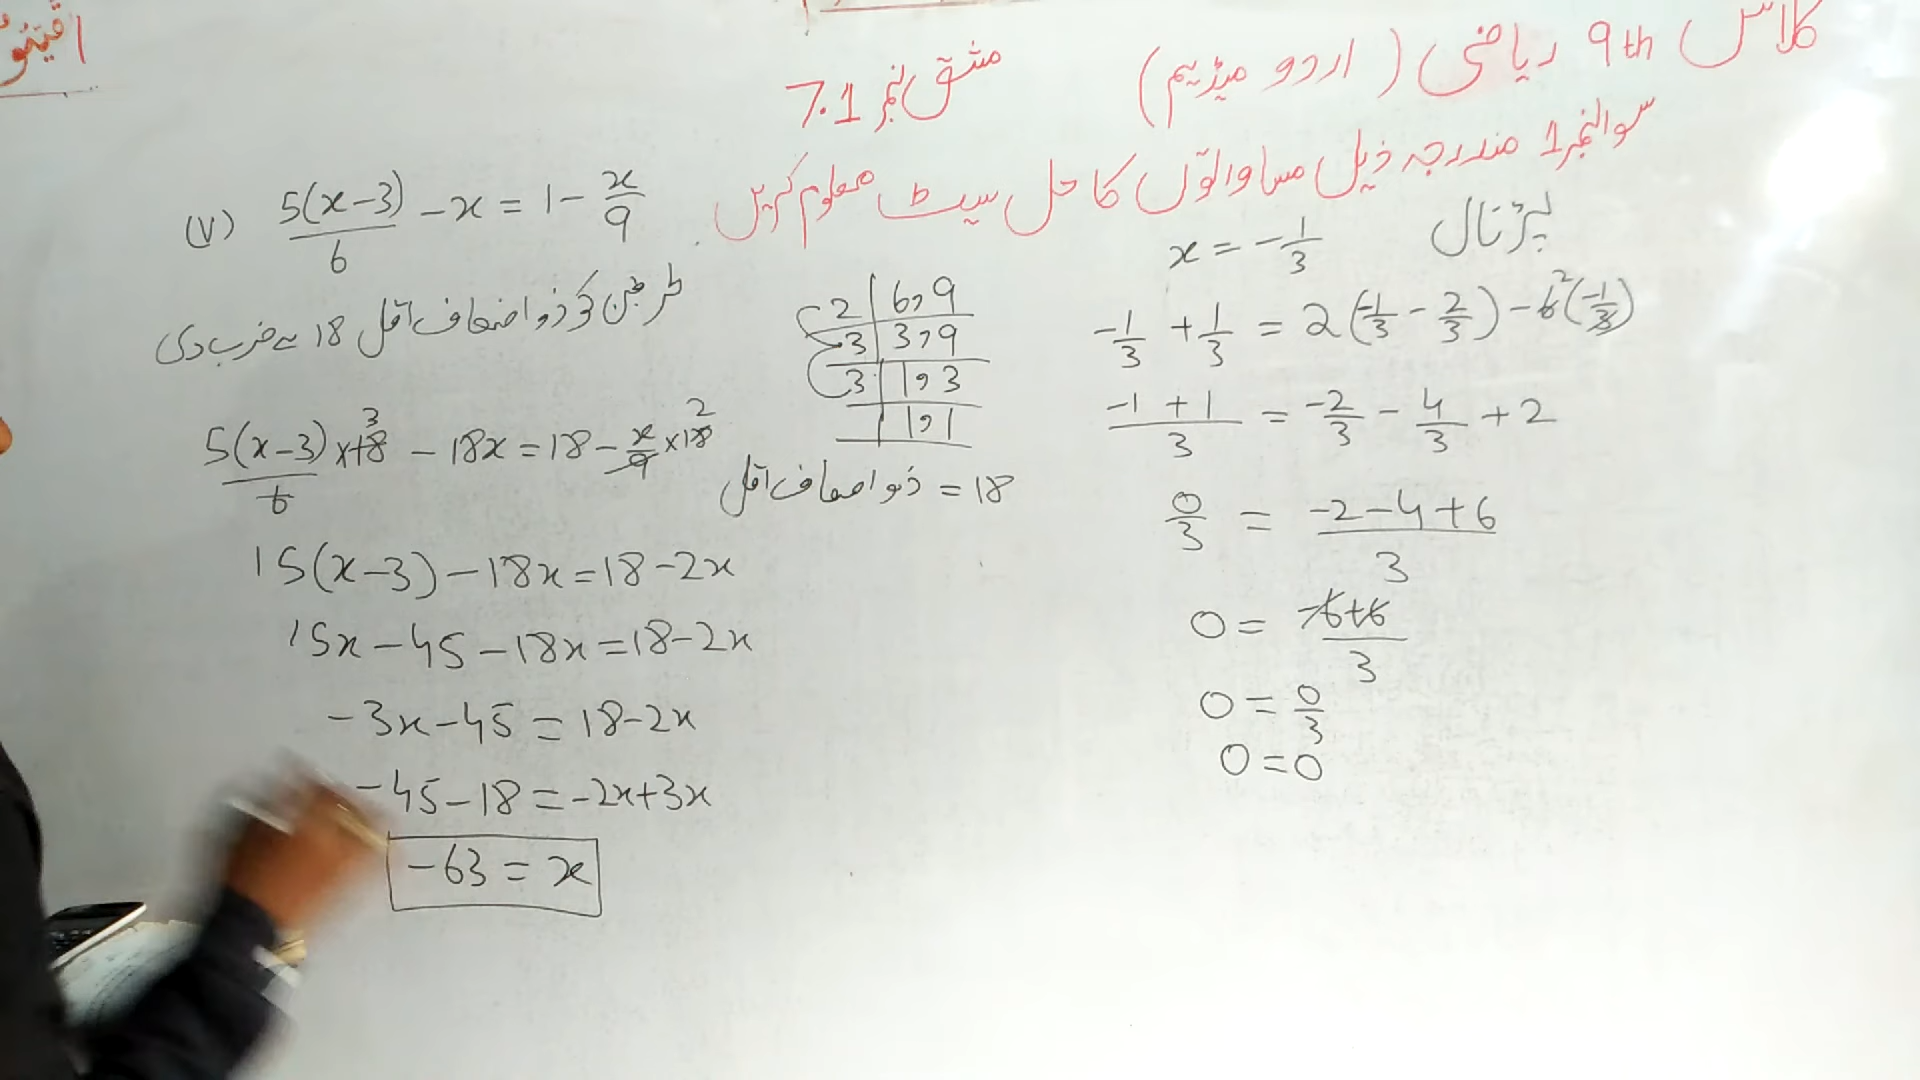 کلاس 9th ریاضی (اردو میڈیم) مشق نمبر 7.1
سوال نمبر 1 مندرجہ ذیل مساواتوں کا حل سیٹ معلوم کریں
(V) 5(x-3)/6 - x = 1 - x/9
طرفین کو ذواضعاف اقل 18 سے ضرب دی
5(x-3)/6 × 18 3 - 18x = 18 - x/9 × 18 2
15(x-3) - 18x = 18 - 2x
15x - 45 - 18x = 18 - 2x
-3x - 45 = 18 - 2x
-45 - 18 = -2x + 3x
-63 = x
2 | 6, 9
3 | 3, 9
3 | 1, 3
1, 1
ذواضعاف اقل = 18
پڑتال
x = -1/3
-1/3 + 1/3 = 2(-1/3 - 2/3) - 6 2 (-1/3)
(-1 + 1)/3 = -2/3 - 4/3 + 2
0/3 = (-2 - 4 + 6)/3
0 = (-6+6)/3
0 = 0/3
0 = 0